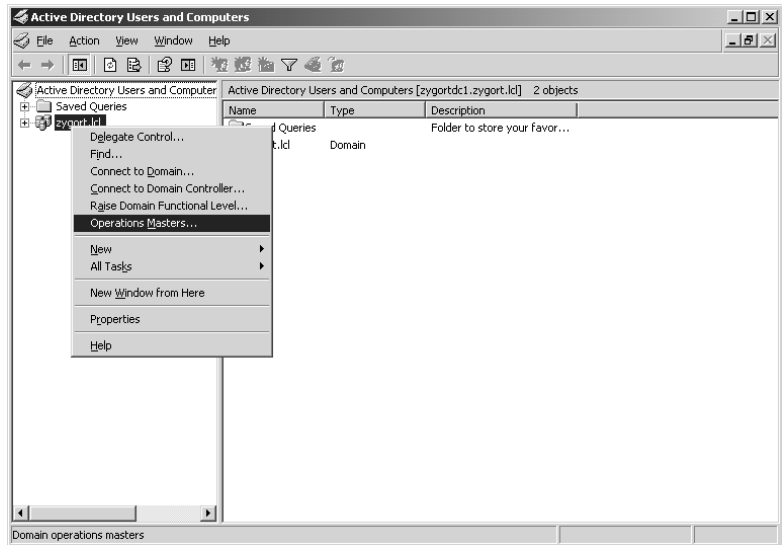 Active Directory Users and Computers
File Action View Window Help
Active Directory Users and Computer
Saved Queries
zygort.lcl
Active Directory Users and Computers [zygortdc1.zygort.lcl] 2 objects
Name Type Description
d Queries Folder to store your favor...
t.lcl Domain
Delegate Control...
Find...
Connect to Domain...
Connect to Domain Controller...
Raise Domain Functional Level...
Operations Masters...
New
All Tasks
New Window from Here
Properties
Help
Domain operations masters